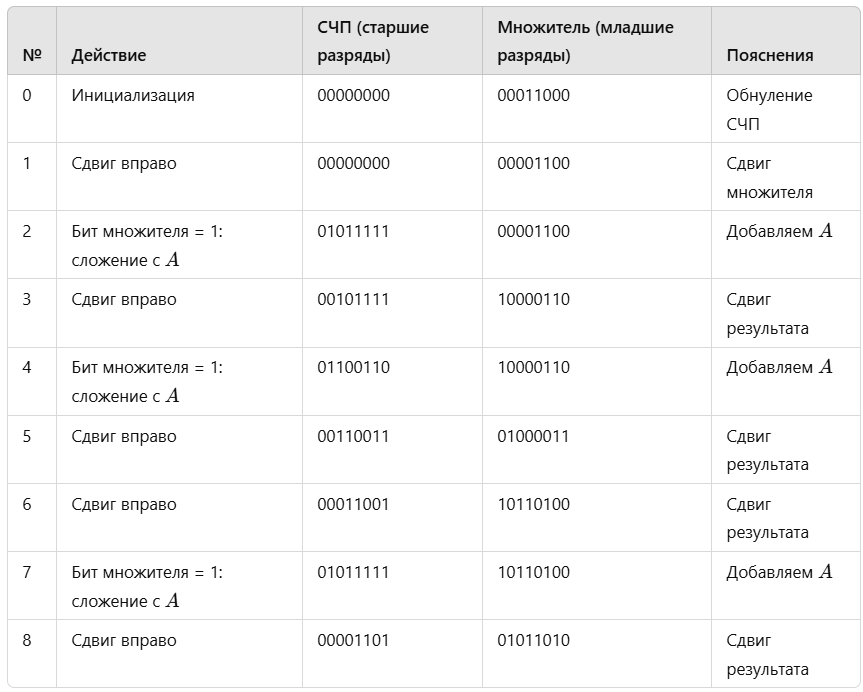 № Действие СЧП (старшие разряды) Множитель (младшие разряды) Пояснения
0 Инициализация 00000000 00011000 Обнуление СЧП
1 Сдвиг вправо 00000000 00001100 Сдвиг множителя
2 Бит множителя = 1: сложение с A 01011111 00001100 Добавляем A
3 Сдвиг вправо 00101111 10000110 Сдвиг результата
4 Бит множителя = 1: сложение с A 01100110 10000110 Добавляем A
5 Сдвиг вправо 00110011 01000011 Сдвиг результата
6 Сдвиг вправо 00011001 10110100 Сдвиг результата
7 Бит множителя = 1: сложение с A 01011111 10110100 Добавляем A
8 Сдвиг вправо 00001101 01011010 Сдвиг результата